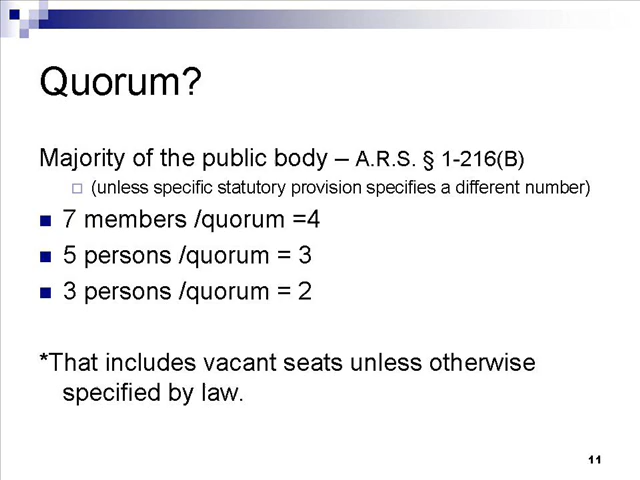 Quorum?
Majority of the public body – A.R.S. § 1-216(B)
(unless specific statutory provision specifies a different number)
7 members /quorum =4
5 persons /quorum = 3
3 persons /quorum = 2
*That includes vacant seats unless otherwise
specified by law.
11